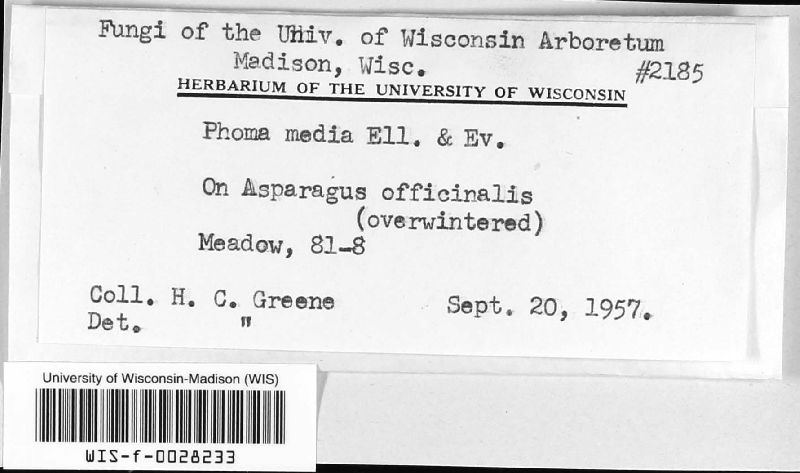 Fungi of the Univ. of Wisconsin Arboretum
Madison, Wisc.
#2185
HERBARIUM OF THE UNIVERSITY OF WISCONSIN
Phoma media Ell. & Ev.
On Asparagus officinalis
(overwintered)
Meadow, 81-8
Coll. H. C. Greene Sept. 20, 1957.
Det. "
University of Wisconsin-Madison (WIS)
WIS-f-0028233